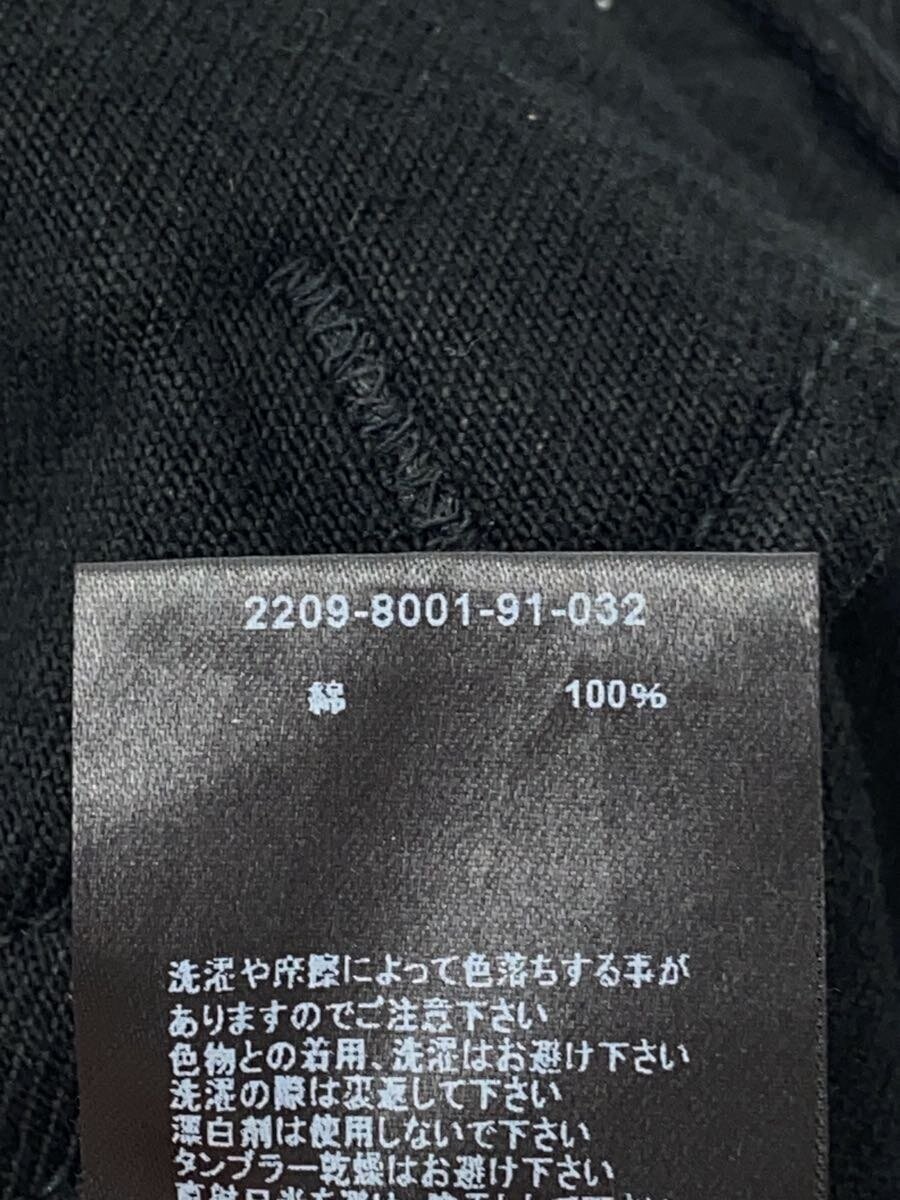 2209-8001-91-032
綿 100%
洗濯や摩擦によって色落ちする事が
ありますのでご注意下さい
色物との着用、洗濯はお避け下さい
洗濯の際は裏返して下さい
漂白剤は使用しないで下さい
タンブラー乾燥はお避け下さい